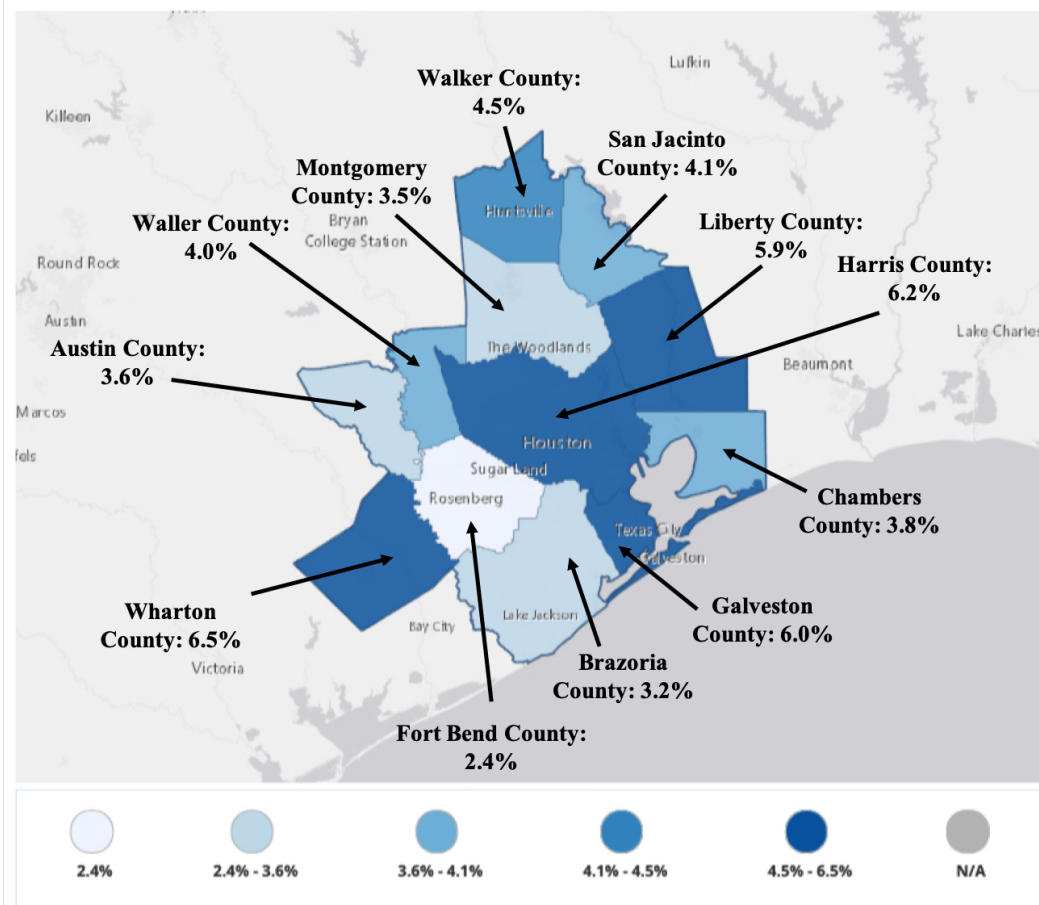 Lufkin
Walker County:
4.5%
Killeen
San Jacinto
County: 4.1%
Montgomery
County: 3.5%
Huntsville
Waller County:
4.0%
Bryan
College Station
Liberty County:
5.9%
Round Rock
Harris County:
6.2%
Austin
Lake Charles
Austin County:
3.6%
The Woodlands
Beaumont
Marcos
Houston
fels
Sugar Land
Rosenberg
Chambers
County: 3.8%
Texas City
Galveston
Wharton
County: 6.5%
Lake Jackson
Galveston
County: 6.0%
Bay City
Victoria
Brazoria
County: 3.2%
Fort Bend County:
2.4%
2.4%
2.4% - 3.6%
3.6% - 4.1%
4.1% - 4.5%
4.5% - 6.5%
N/A